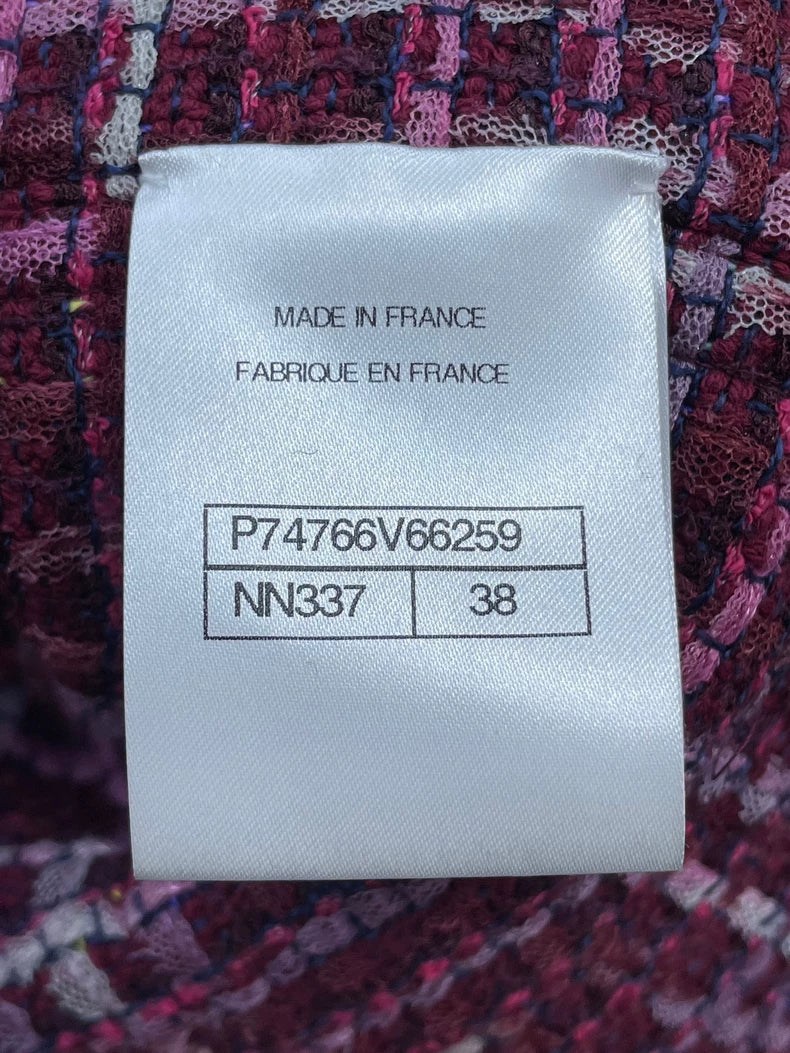 MADE IN FRANCE
FABRIQUE EN FRANCE
P74766V66259
NN337 38